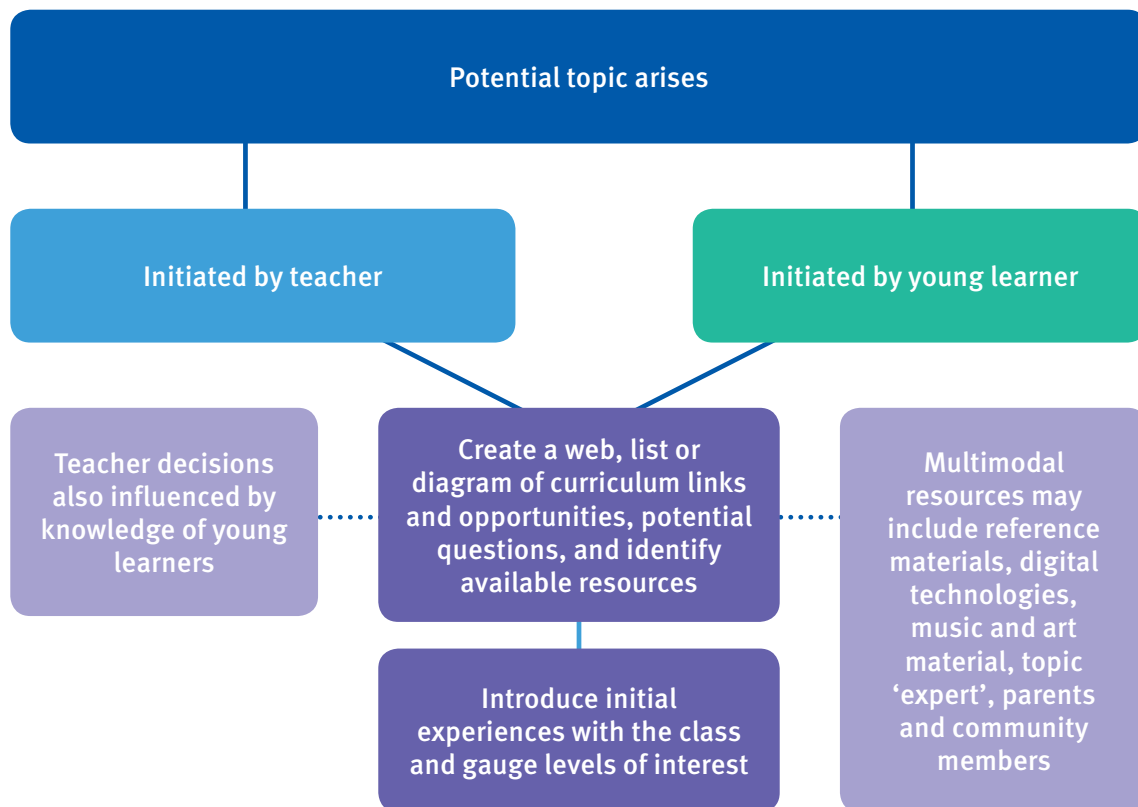 Potential topic arises
Initiated by teacher
Initiated by young learner
Teacher decisions
also influenced by
knowledge of young
learners
Create a web, list or
diagram of curriculum links
and opportunities, potential
questions, and identify
available resources
Multimodal
resources may
include reference
materials, digital
technologies,
music and art
material, topic
‘expert’, parents
and community
members
Introduce initial
experiences with the class
and gauge levels of interest